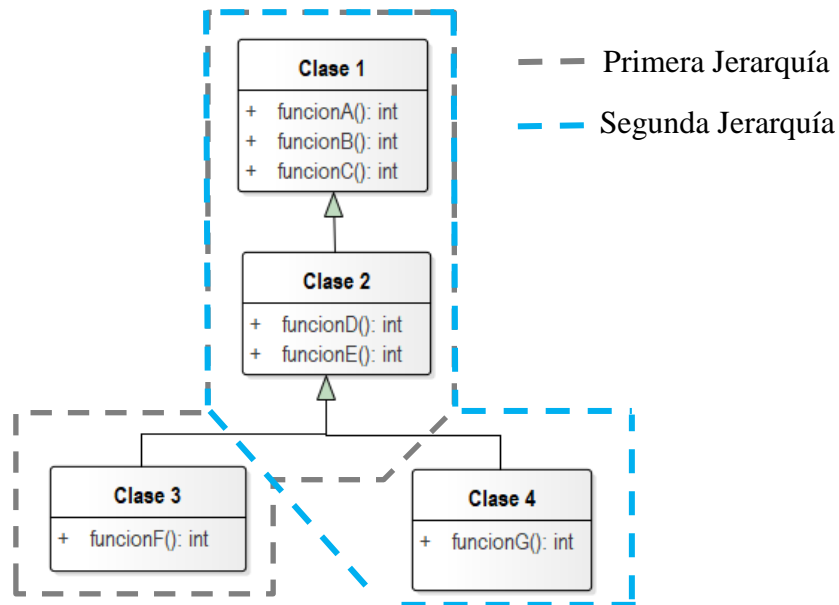 Clase 1
+ funcionA(): int
+ funcionB(): int
+ funcionC(): int
Primera Jerarquía
Segunda Jerarquía
Clase 2
+ funcionD(): int
+ funcionE(): int
Clase 3
+ funcionF(): int
Clase 4
+ funcionG(): int